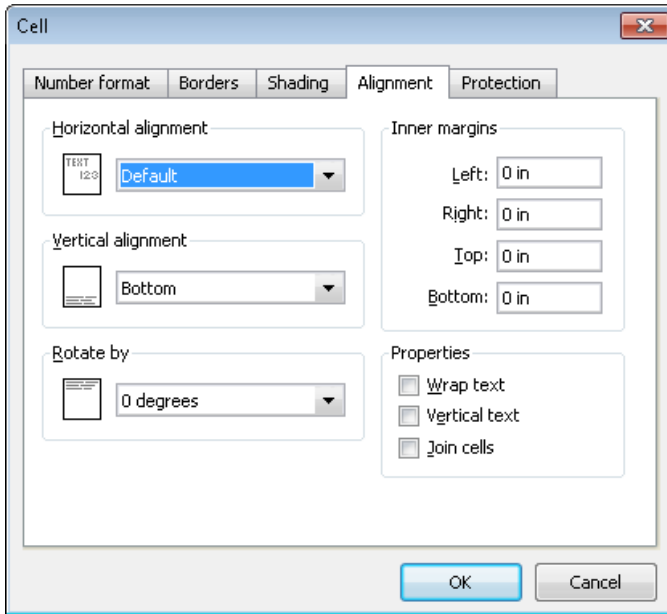 Cell
Number format Borders Shading Alignment Protection
Horizontal alignment
TEXT
123
Default
Vertical alignment
Bottom
Rotate by
0 degrees
Inner margins
Left: 0 in
Right: 0 in
Top: 0 in
Bottom: 0 in
Properties
Wrap text
Vertical text
Join cells
OK Cancel